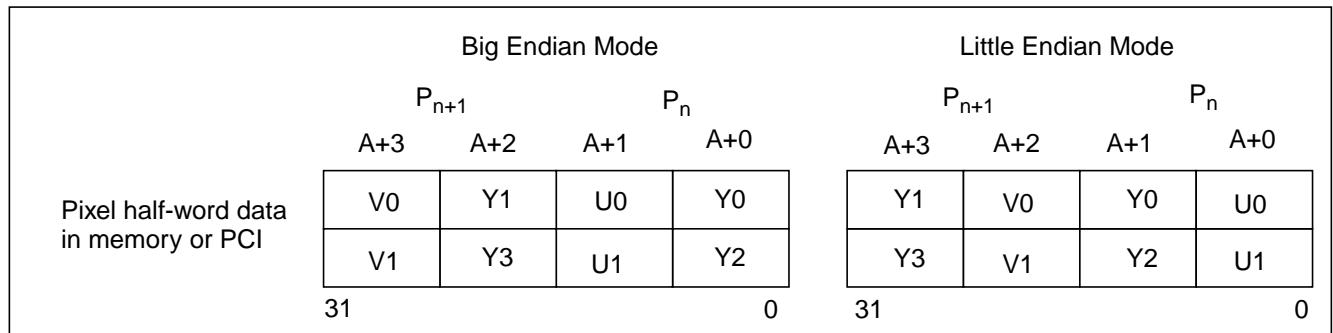 Big Endian Mode Little Endian Mode
Pn+1 Pn Pn+1 Pn
A+3 A+2 A+1 A+0 A+3 A+2 A+1 A+0
Pixel half-word data
in memory or PCI
V0 Y1 U0 Y0 Y1 V0 Y0 U0
V1 Y3 U1 Y2 Y3 V1 Y2 U1
31 0 31 0